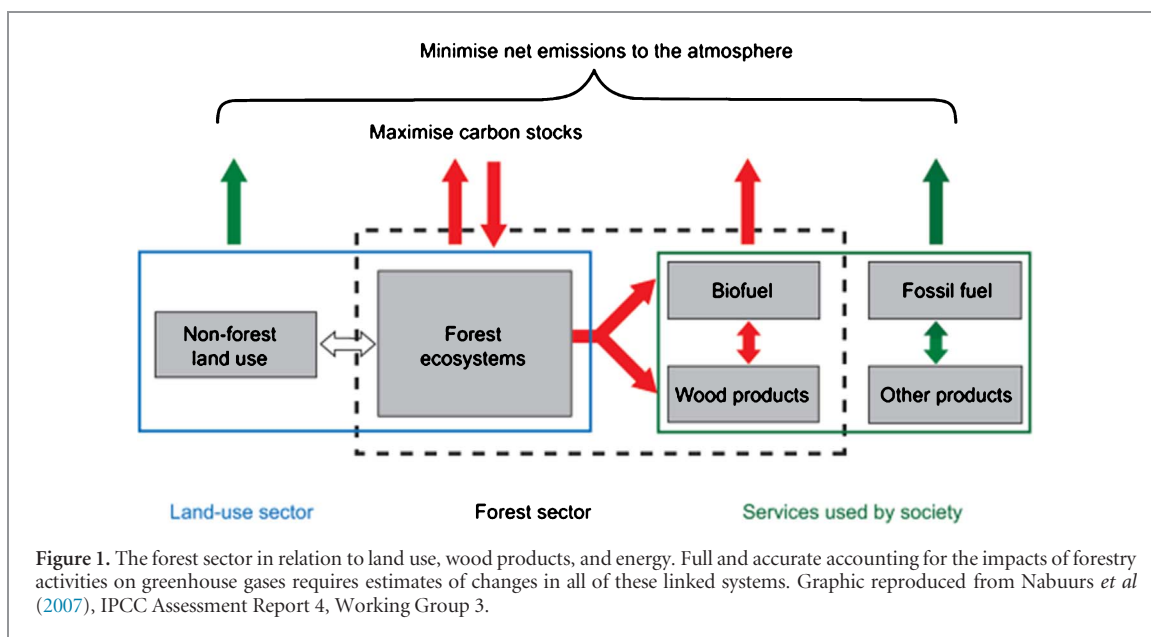 Minimise net emissions to the atmosphere
Maximise carbon stocks
Non-forest
land use
Forest
ecosystems
Biofuel
Fossil fuel
Wood products
Other products
Land-use sector
Forest sector
Services used by society
Figure 1. The forest sector in relation to land use, wood products, and energy. Full and accurate accounting for the impacts of forestry
activities on greenhouse gases requires estimates of changes in all of these linked systems. Graphic reproduced from Nabuurs et al
(2007), IPCC Assessment Report 4, Working Group 3.